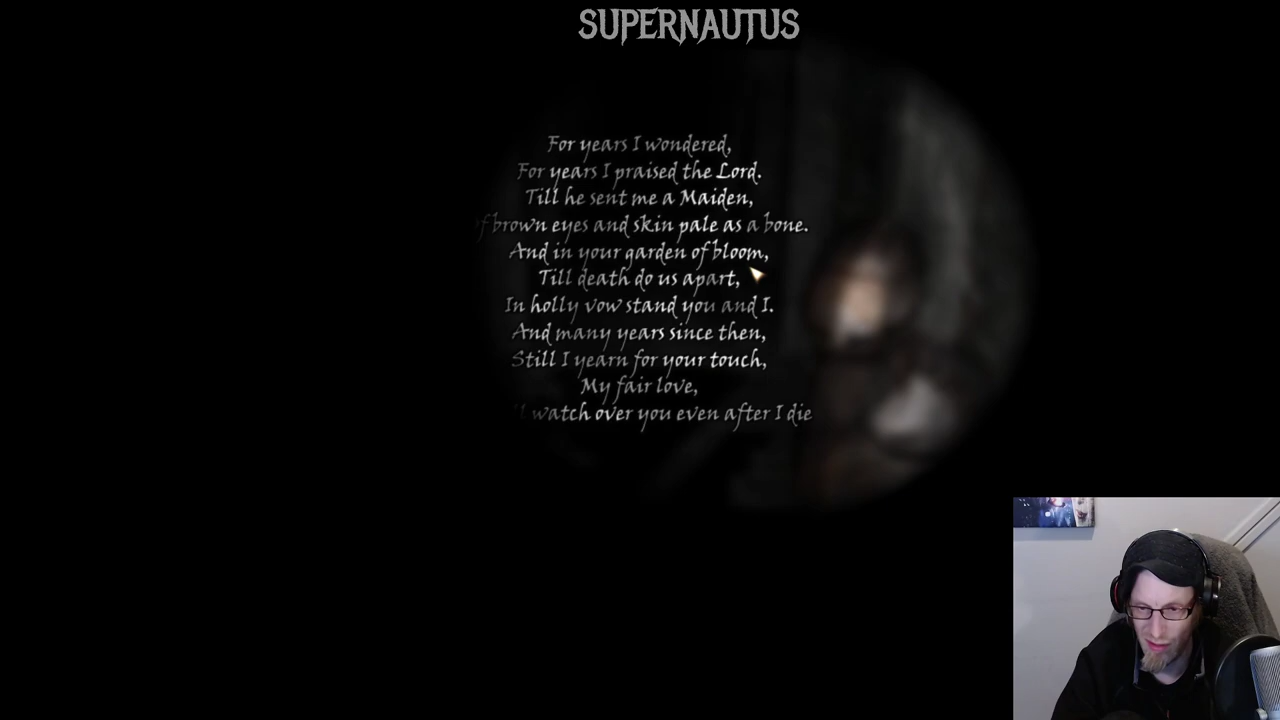 SUPERNAUTUS
For years I wondered,
For years I praised the Lord.
Till he sent me a Maiden,
of brown eyes and skin pale as a bone.
And in your garden of bloom,
Till death do us apart,
In holly vow stand you and I.
And many years since then,
Still I yearn for your touch,
My fair love,
watch over you even after I die